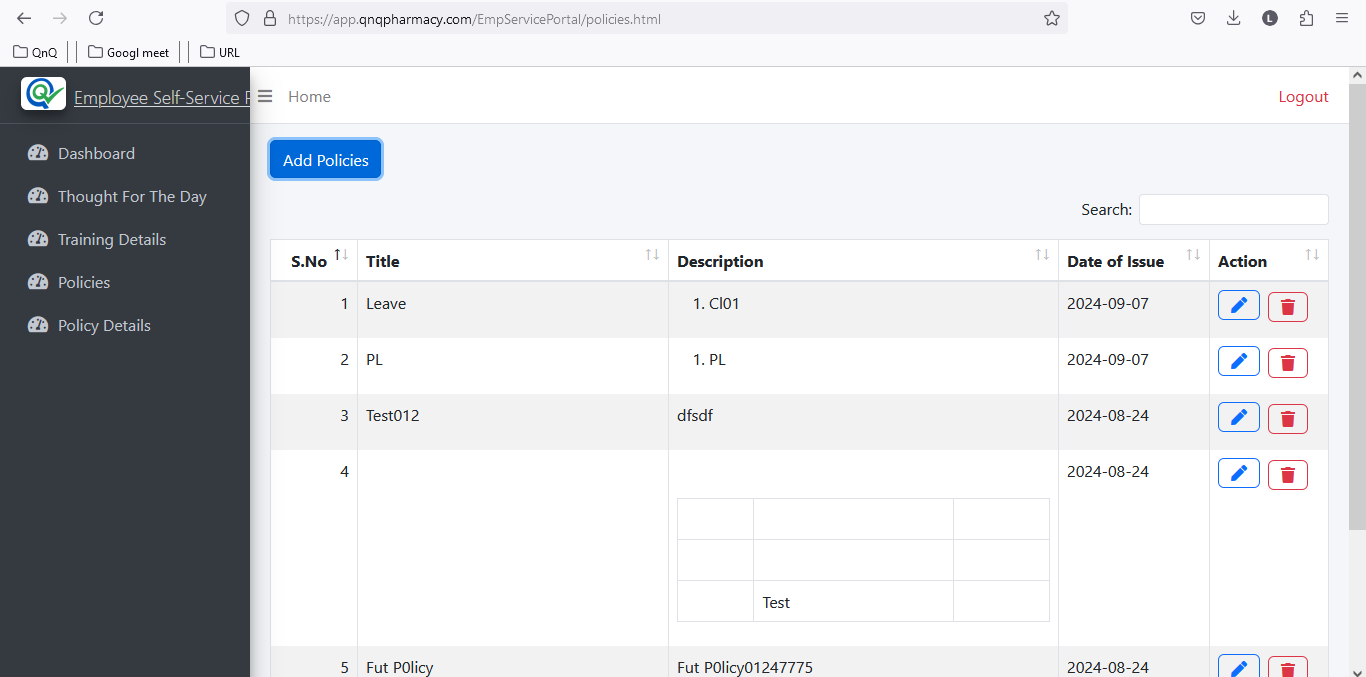 https://app.qnqpharmacy.com/EmpServicePortal/policies.html
L
QnQ Googl meet URL
Employee Self-Service P
Home
Logout
Dashboard
Thought For The Day
Training Details
Policies
Policy Details
Add Policies
Search:
S.No Title Description Date of Issue Action
1 Leave 1. Cl01 2024-09-07
2 PL 1. PL 2024-09-07
3 Test012 dfsdf 2024-08-24
4 2024-08-24
Test
5 Fut P0licy Fut P0licy01247775 2024-08-24